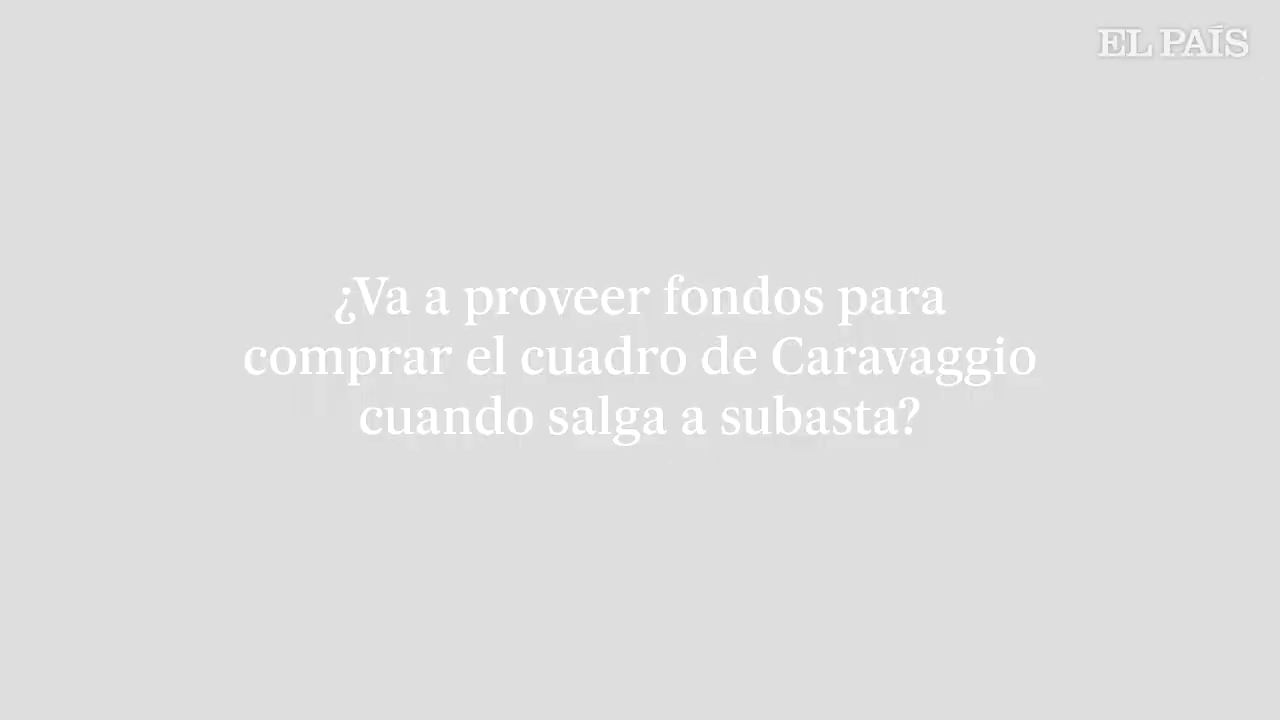 EL PAÍS
¿Va a proveer fondos para
comprar el cuadro de Caravaggio
cuando salga a subasta?